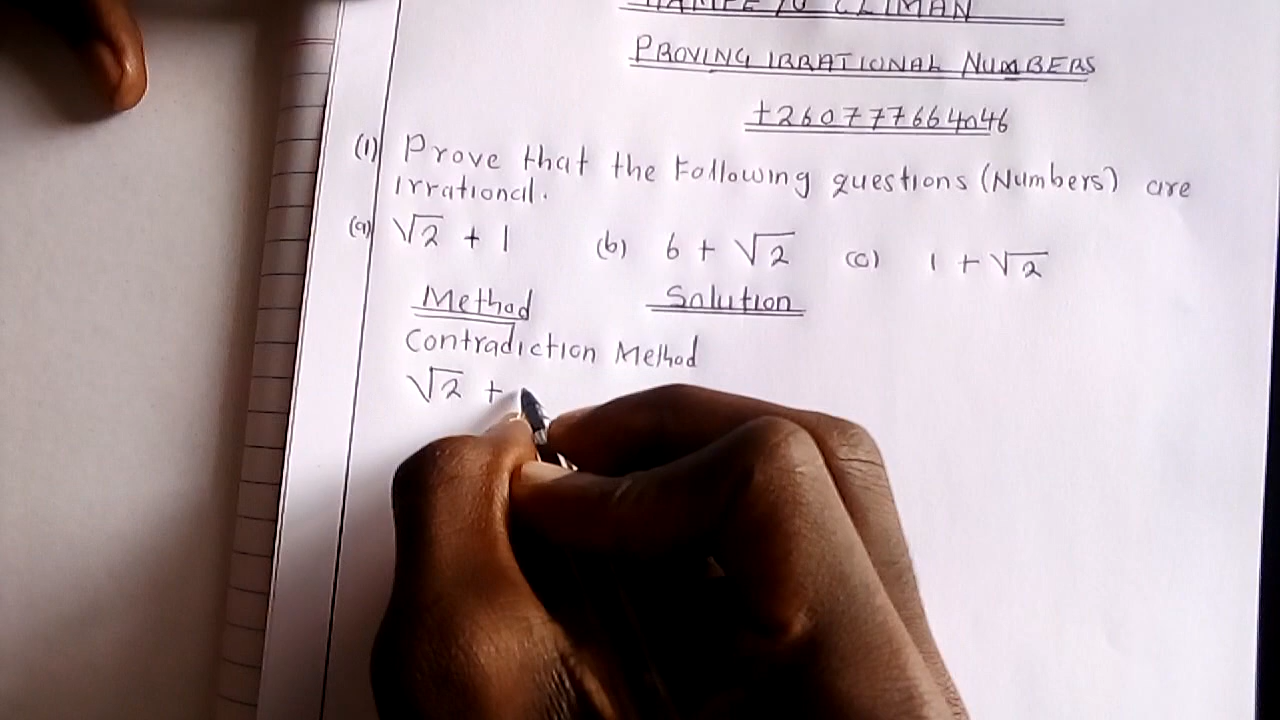 PROVING IRRATIONAL NUMBERS
+260777664046
(1) Prove that the Following questions (Numbers) are
irrational.
(a) √2 + 1 (b) 6 + √2 (c) 1 + √2
Method Solution
Contradiction Method
√2 +